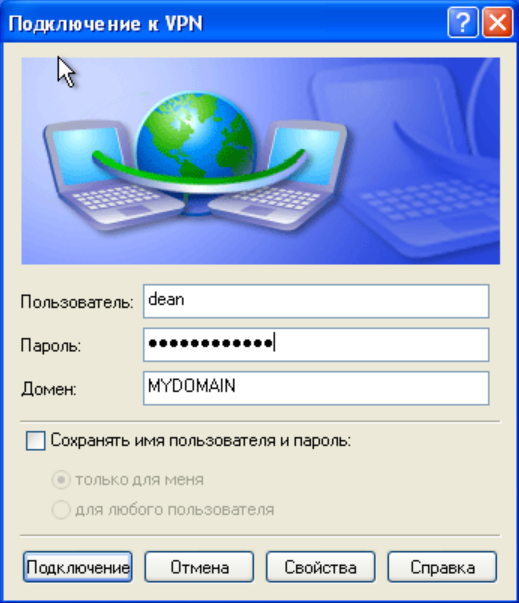 Подключение к VPN
Пользователь: dean
Пароль: ••••••••••••
Домен: MYDOMAIN
Сохранять имя пользователя и пароль:
только для меня
для любого пользователя
Подключение Отмена Свойства Справка